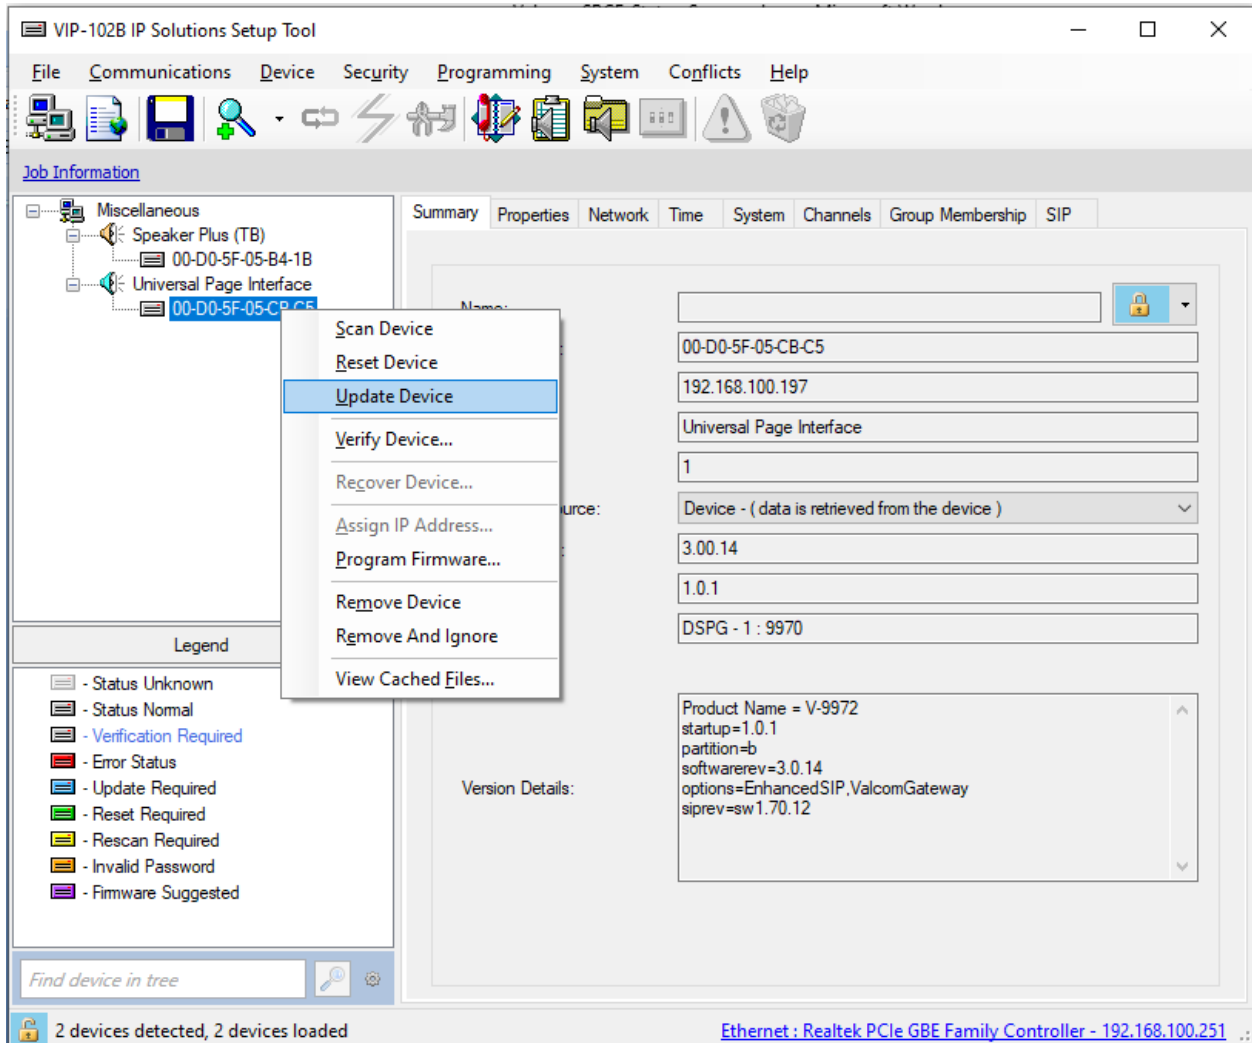 VIP-102B IP Solutions Setup Tool
File Communications Device Security Programming System Conflicts Help
Job Information
Miscellaneous
Speaker Plus (TB)
00-D0-5F-05-B4-1B
Universal Page Interface
00-D0-5F-05-CB-C5
Scan Device
Reset Device
Update Device
Verify Device...
Recover Device...
Assign IP Address...
Program Firmware...
Remove Device
Remove And Ignore
View Cached Files...
Legend
- Status Unknown
- Status Normal
- Verification Required
- Error Status
- Update Required
- Reset Required
- Rescan Required
- Invalid Password
- Firmware Suggested
Find device in tree
Summary Properties Network Time System Channels Group Membership SIP
Name:
00-D0-5F-05-CB-C5
192.168.100.197
Universal Page Interface
1
Device - ( data is retrieved from the device )
3.00.14
1.0.1
DSPG - 1 : 9970
Version Details:
Product Name = V-9972
startup=1.0.1
partition=b
softwarerev=3.0.14
options=EnhancedSIP,ValcomGateway
siprev=sw1.70.12
2 devices detected, 2 devices loaded
Ethernet : Realtek PCIe GBE Family Controller - 192.168.100.251